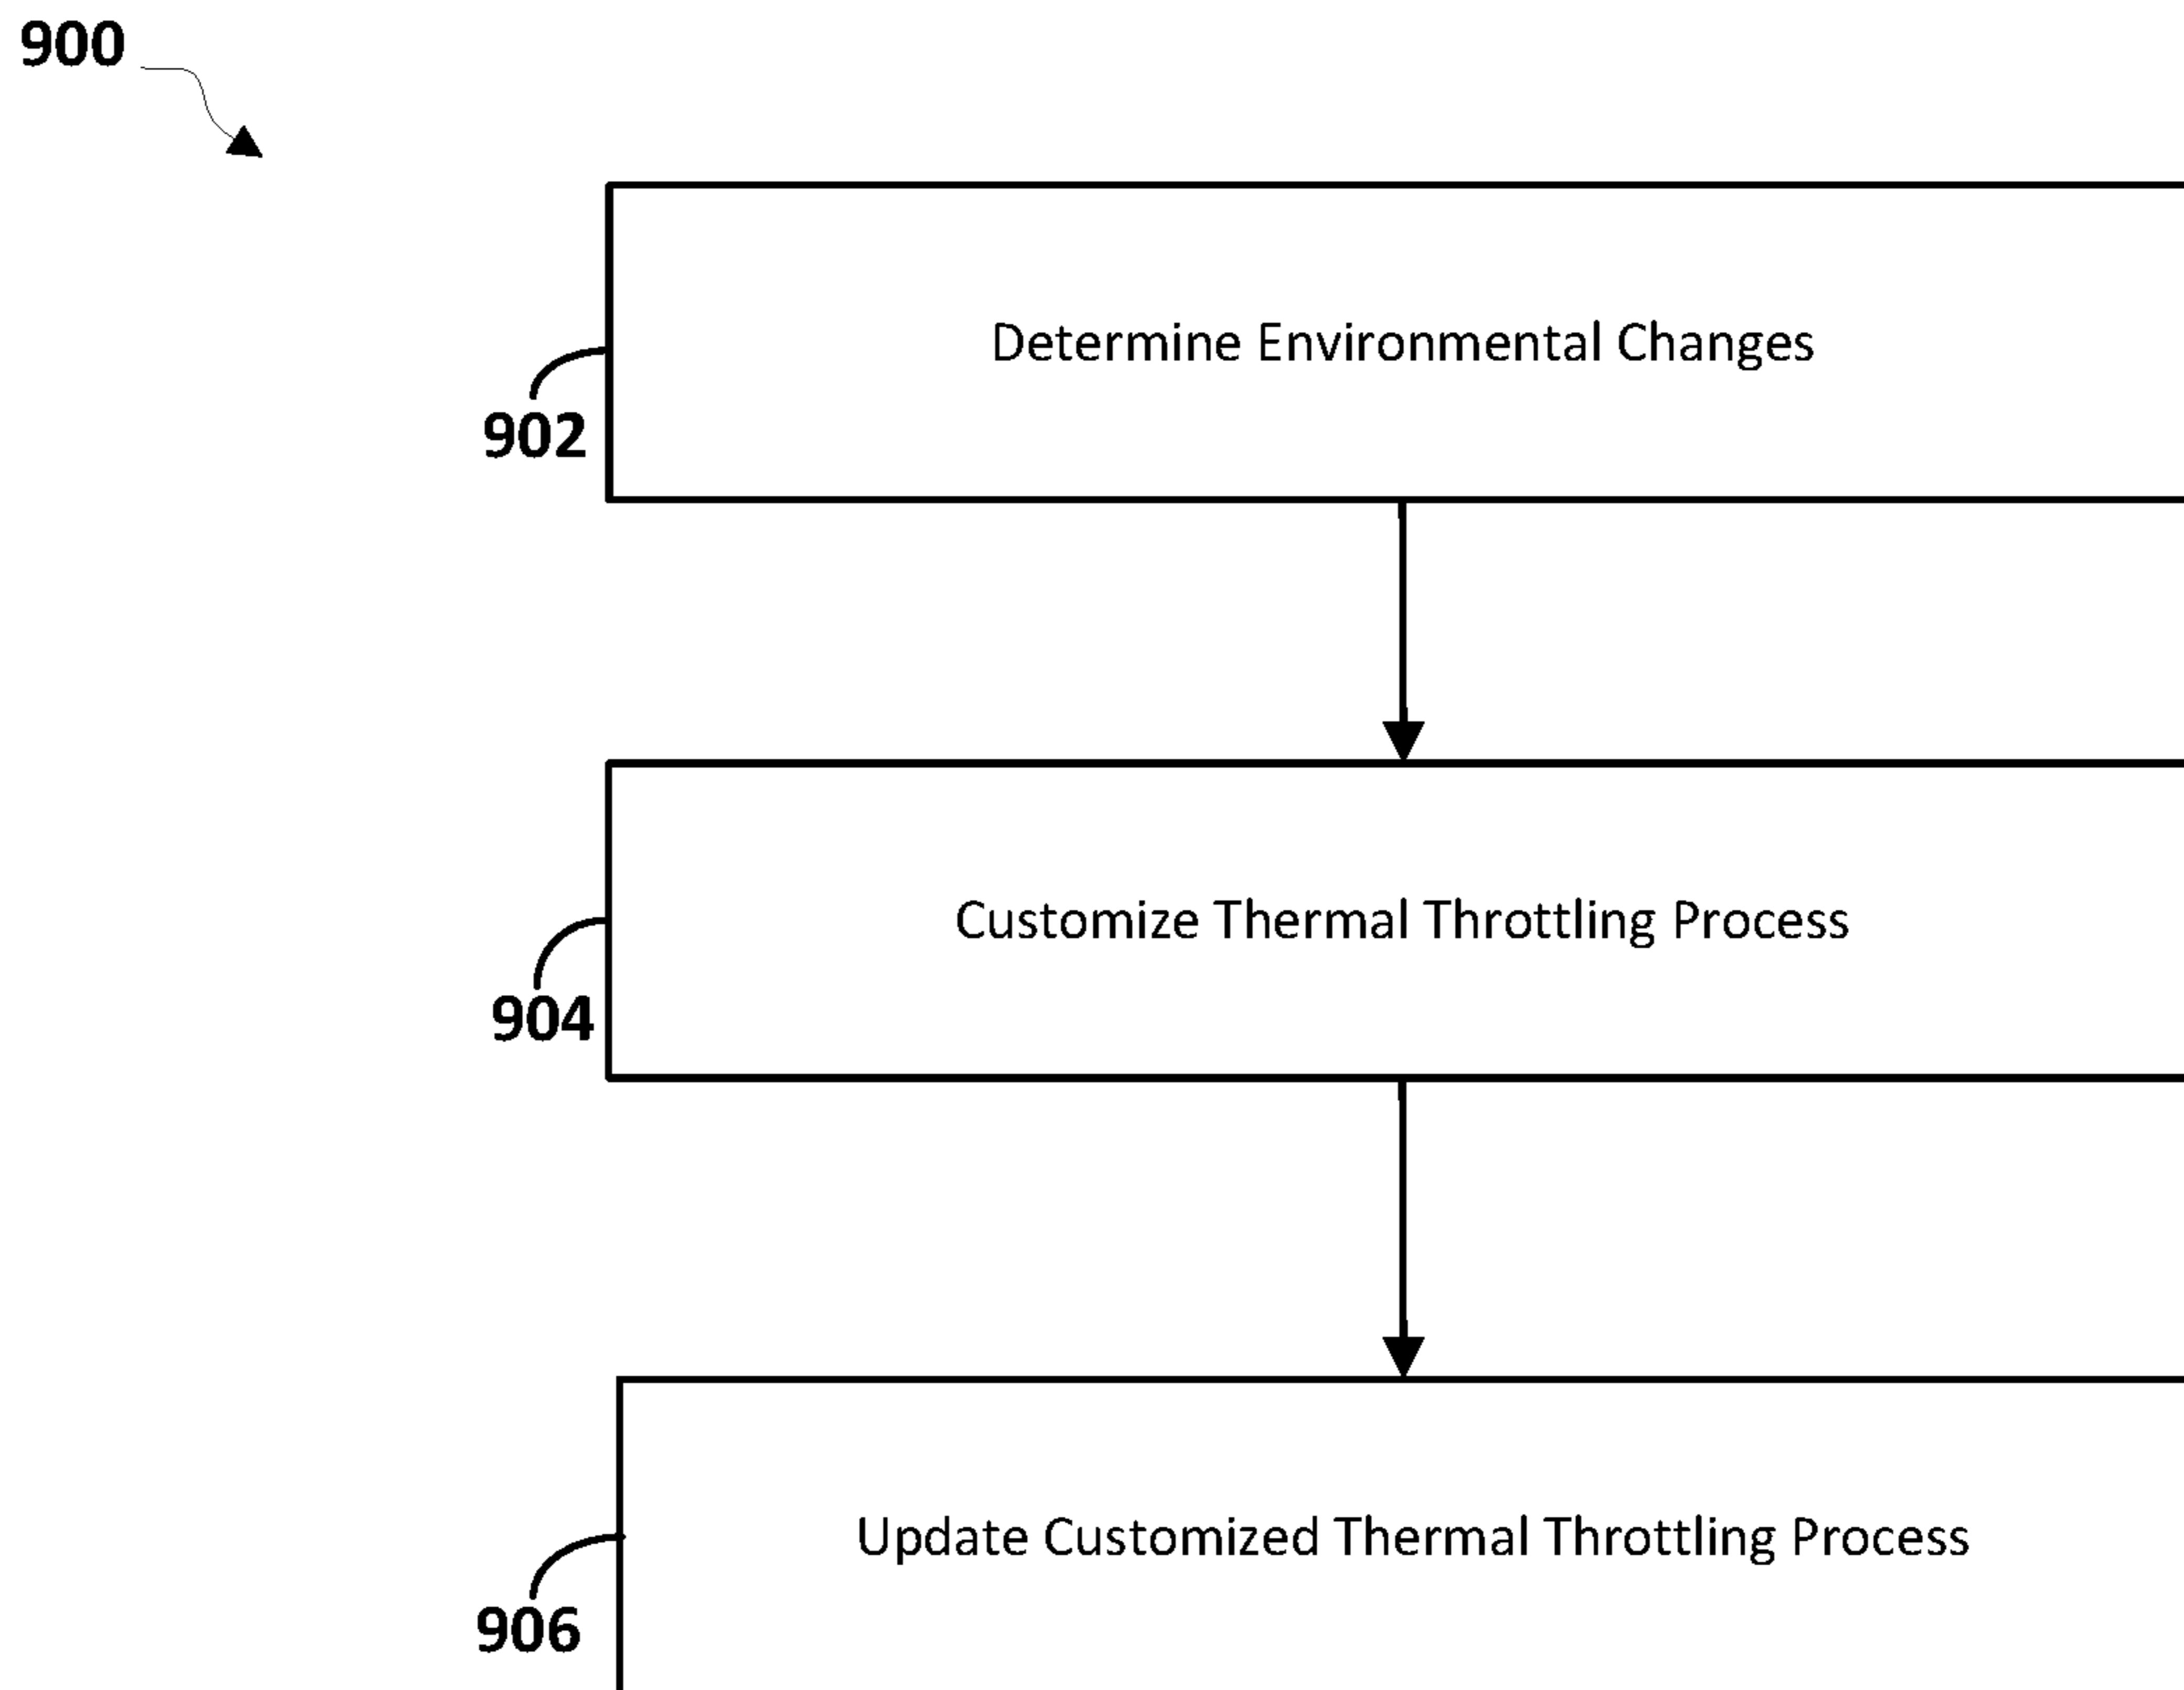 900
Determine Environmental Changes
902
Customize Thermal Throttling Process
904
Update Customized Thermal Throttling Process
906